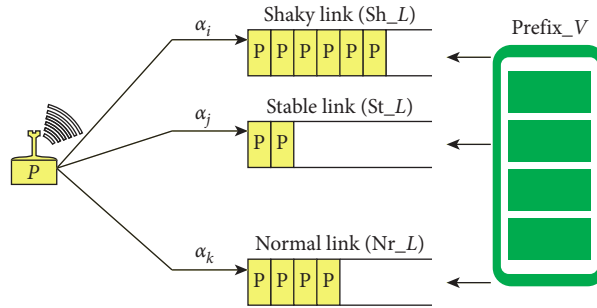 Shaky link (Sh_L)
Prefix_V
α_i
P P P P P P
Stable link (St_L)
α_j
P P
P
Normal link (Nr_L)
α_k
P P P P